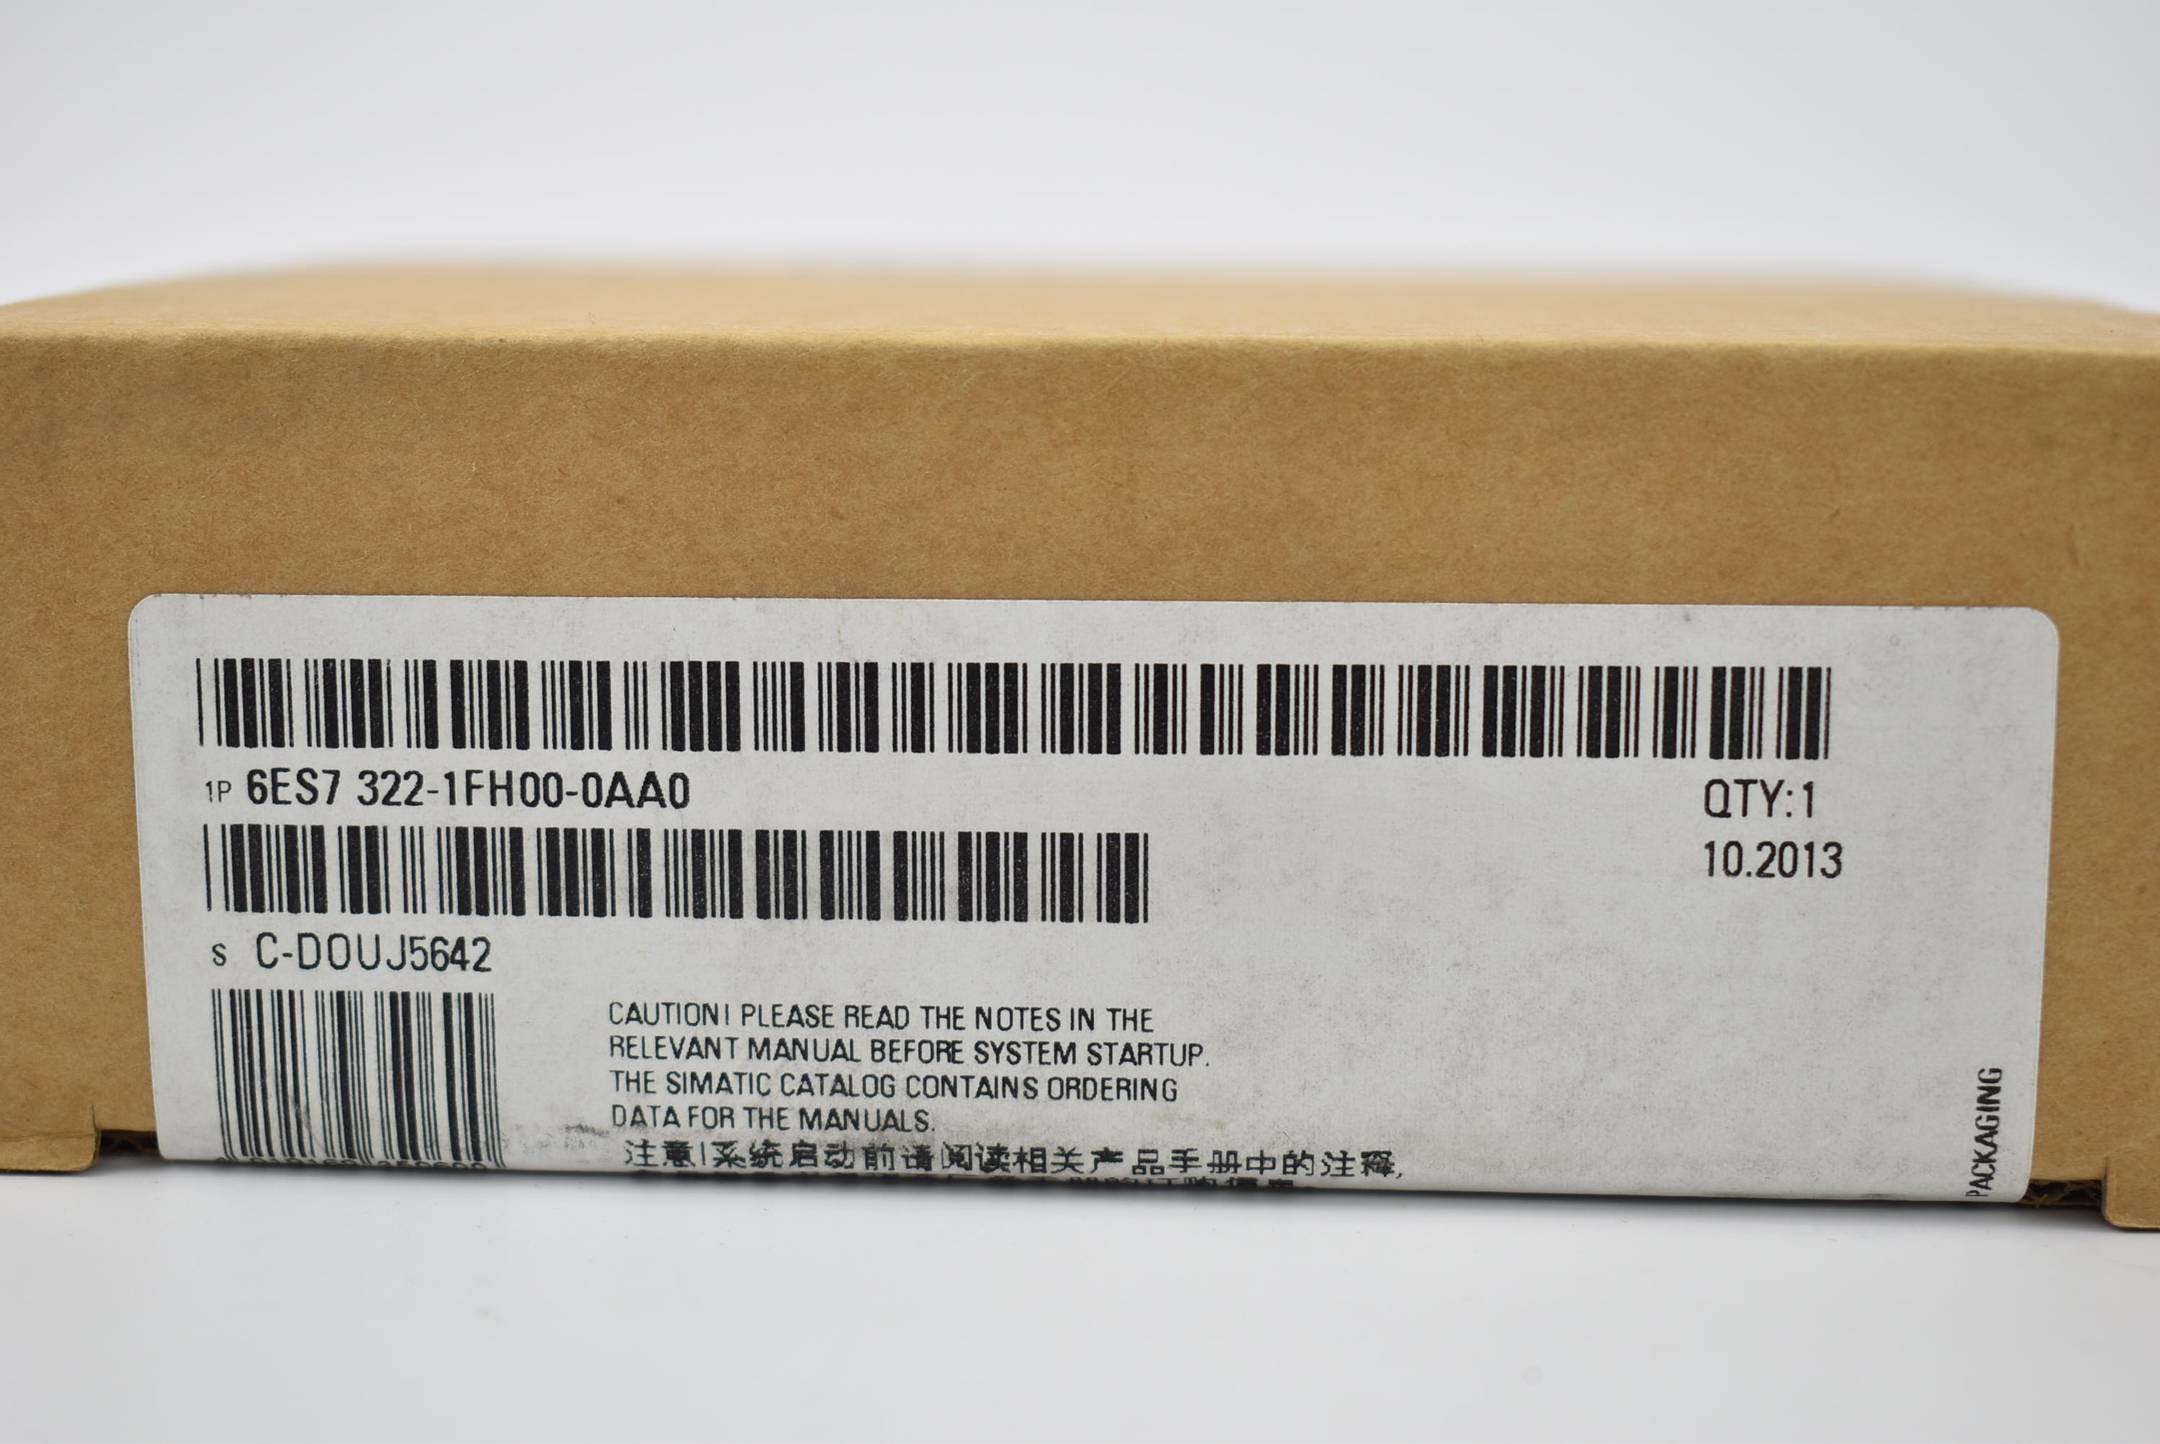 1P 6ES7 322-1FH00-0AA0
QTY:1
10.2013
S C-DOUJ5642
CAUTION! PLEASE READ THE NOTES IN THE
RELEVANT MANUAL BEFORE SYSTEM STARTUP.
THE SIMATIC CATALOG CONTAINS ORDERING
DATA FOR THE MANUALS.
注意!系统启动前请阅读相关产品手册中的注释,
PACKAGING